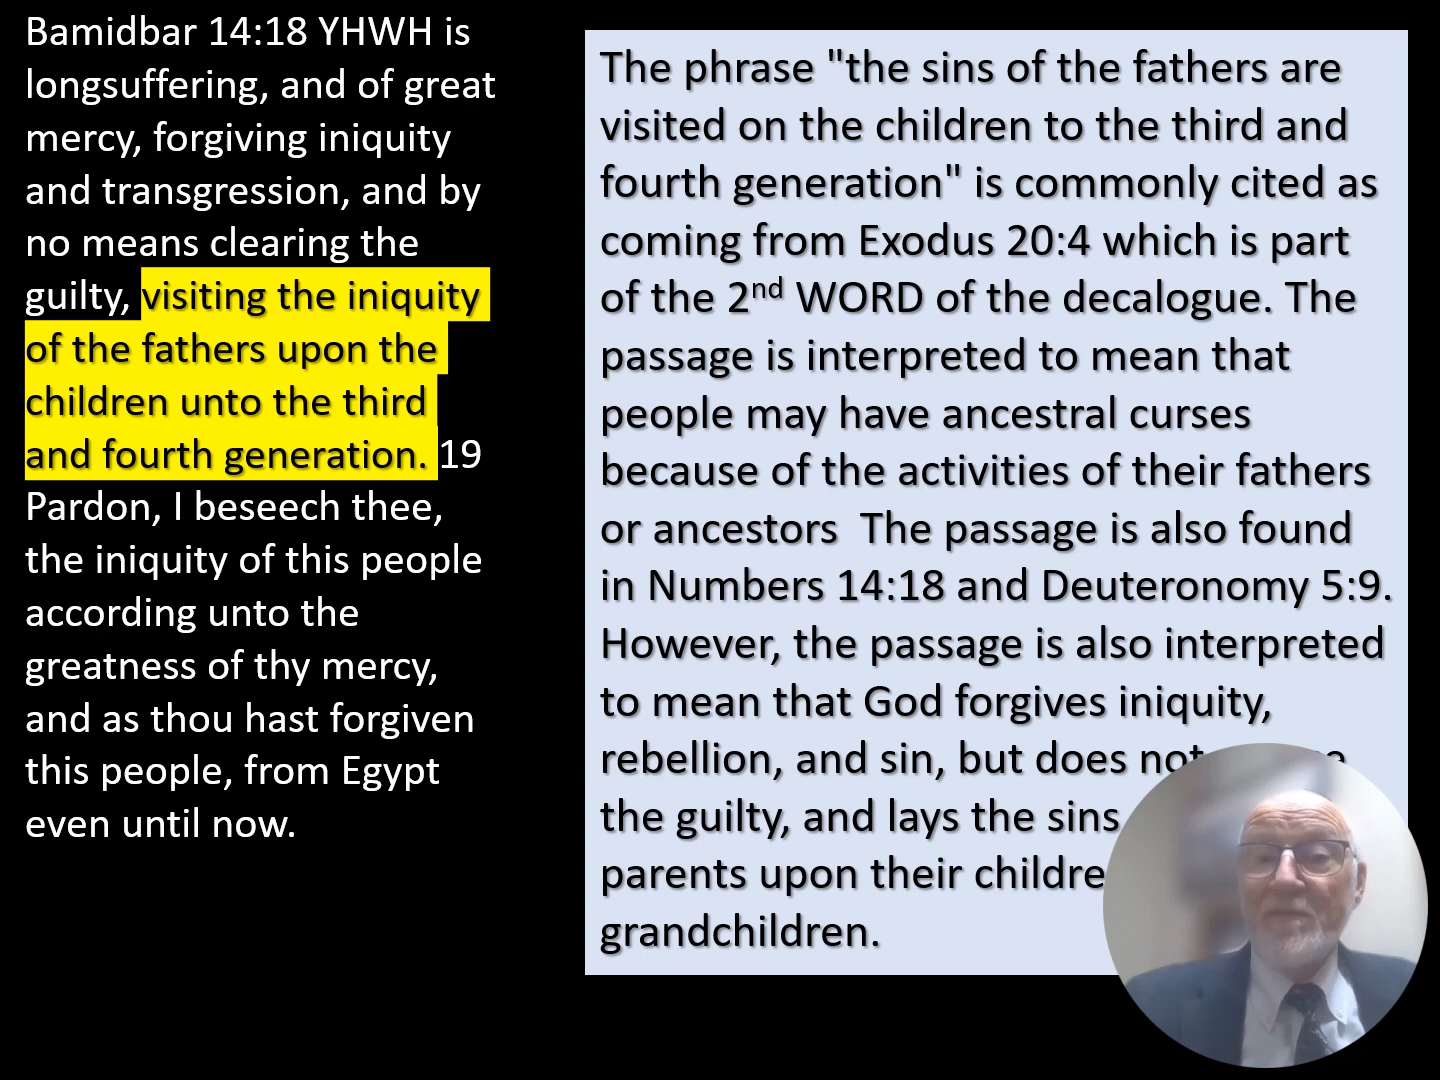 Bamidbar 14:18 YHWH is
longsuffering, and of great
mercy, forgiving iniquity
and transgression, and by
no means clearing the
guilty, visiting the iniquity
of the fathers upon the
children unto the third
and fourth generation. 19
Pardon, I beseech thee,
the iniquity of this people
according unto the
greatness of thy mercy,
and as thou hast forgiven
this people, from Egypt
even until now.
The phrase "the sins of the fathers are
visited on the children to the third and
fourth generation" is commonly cited as
coming from Exodus 20:4 which is part
of the 2nd WORD of the decalogue. The
passage is interpreted to mean that
people may have ancestral curses
because of the activities of their fathers
or ancestors  The passage is also found
in Numbers 14:18 and Deuteronomy 5:9.
However, the passage is also interpreted
to mean that God forgives iniquity,
rebellion, and sin, but does not
the guilty, and lays the sins
parents upon their
grandchildren.